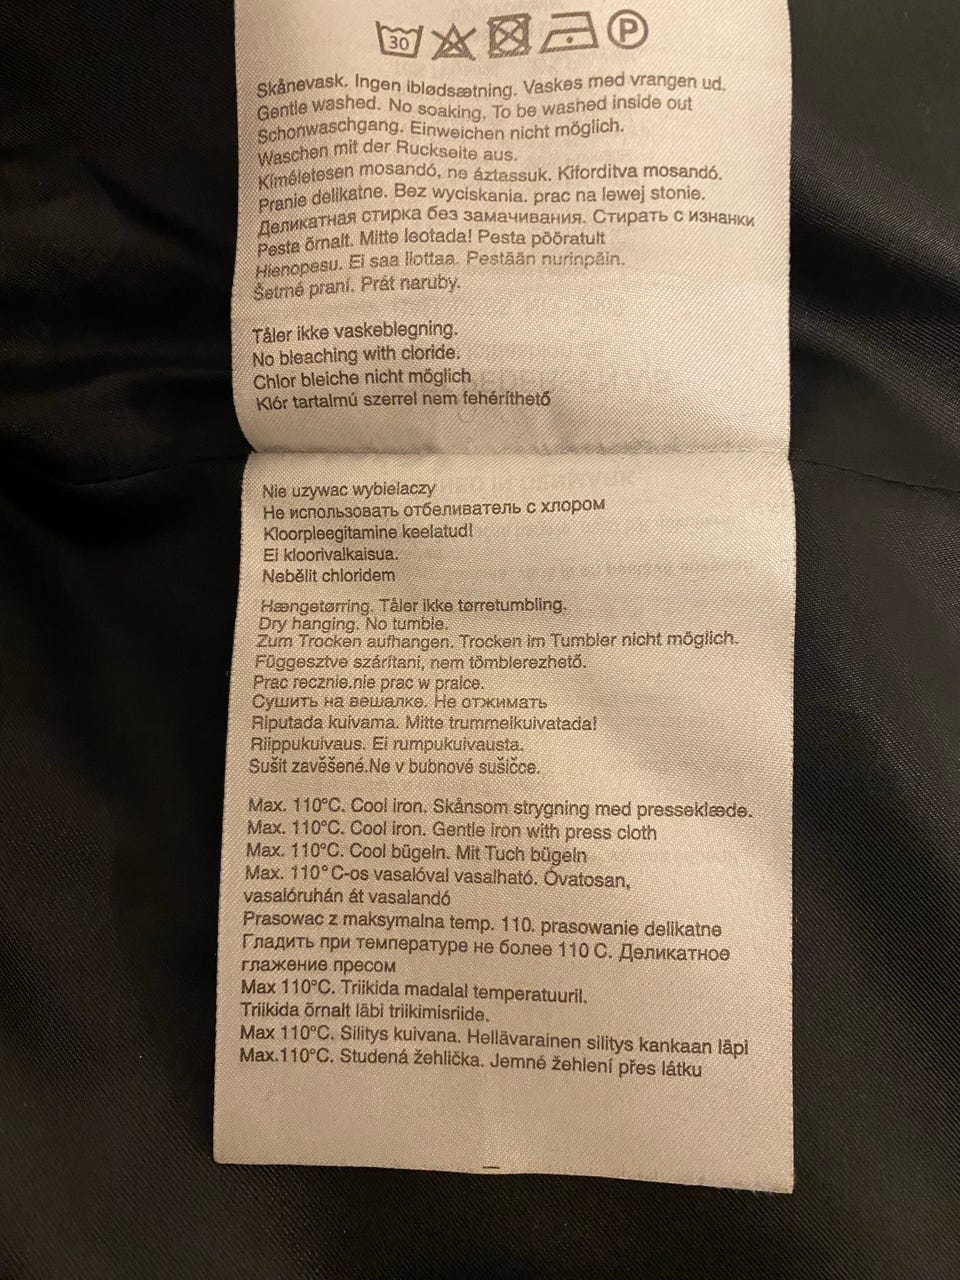 30 P
Skånevask. Ingen iblødsætning. Vaskes med vrangen ud.
Gentle washed. No soaking. To be washed inside out
Schonwaschgang. Einweichen nicht möglich.
Waschen mit der Ruckseite aus.
Kíméletesen mosandó, ne áztassuk. Kiforditva mosandó.
Pranie delikatne. Bez wyciskania. prac na lewej stonie.
Деликатная стирка без замачивания. Стирать с изнанки
Pesta õrnalt. Mitte leotada! Pesta pööratult
Hienopesu. Ei saa liottaa. Pestään nurinpäin.
Šetrné praní. Prát naruby.
Tåler ikke vaskeblegning.
No bleaching with cloride.
Chlor bleiche nicht möglich
Klór tartalmú szerrel nem fehéríthető
Nie uzywac wybielaczy
Не использовать отбеливатель с хлором
Kloorpleegitamine keelatud!
Ei kloorivalkaisua.
Nebělit chloridem
Hængetørring. Tåler ikke tørretumbling.
Dry hanging. No tumble.
Zum Trocken aufhangen. Trocken im Tumbler nicht möglich.
Függesztve szárítani, nem tömblerezhető.
Prac recznie.nie prac w pralce.
Сушить на вешалке. Не отжимать
Riputada kuivama. Mitte trummelkuivatada!
Riippukuivaus. Ei rumpukuivausta.
Sušit zavěšené.Ne v bubnové sušičce.
Max. 110°C. Cool iron. Skånsom strygning med presseklæde.
Max. 110°C. Cool iron. Gentle iron with press cloth
Max. 110°C. Cool bügeln. Mit Tuch bügeln
Max. 110°C-os vasalóval vasalható. Óvatosan,
vasalóruhán át vasalandó
Prasowac z maksymalna temp. 110. prasowanie delikatne
Гладить при температуре не более 110 C. Деликатное
глажение пресом
Max 110°C. Triikida madalal temperatuuril.
Triikida õrnalt läbi triikimisriide.
Max 110°C. Silitys kuivana. Hellävarainen silitys kankaan läpi
Max.110°C. Studená žehlička. Jemné žehlení přes látku